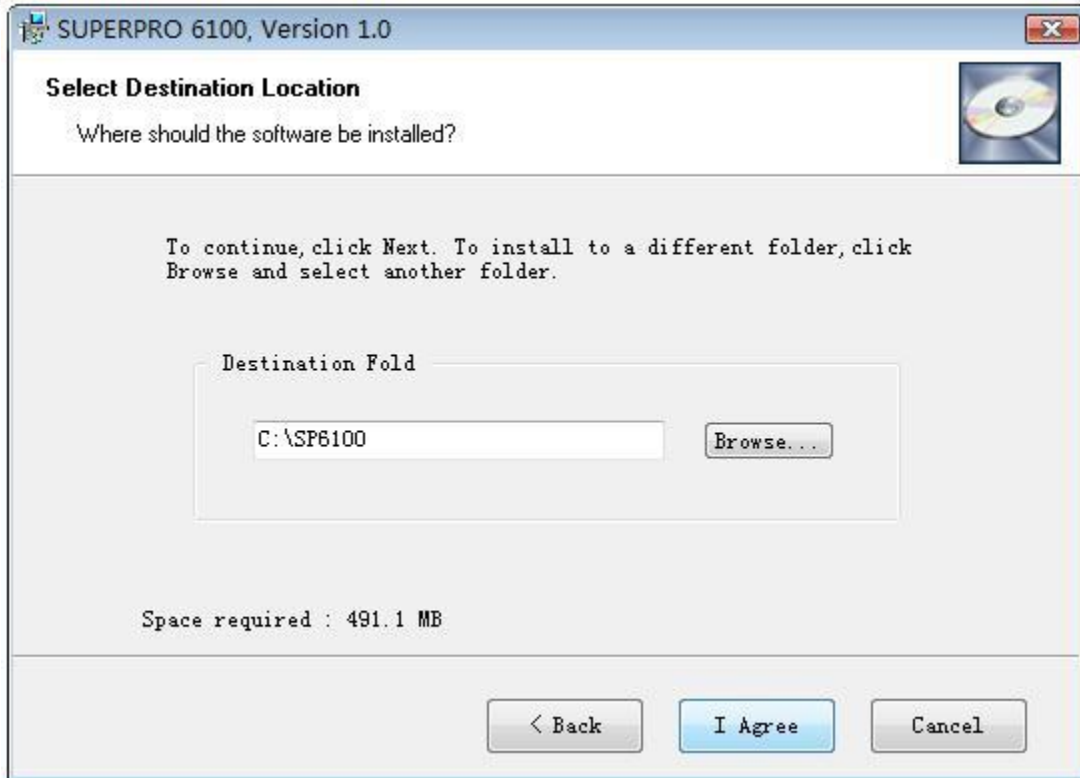 SUPERPRO 6100, Version 1.0
Select Destination Location
Where should the software be installed?
To continue, click Next. To install to a different folder, click
Browse and select another folder.
Destination Fold
C:\SP6100
Browse...
Space required : 491.1 MB
< Back
I Agree
Cancel